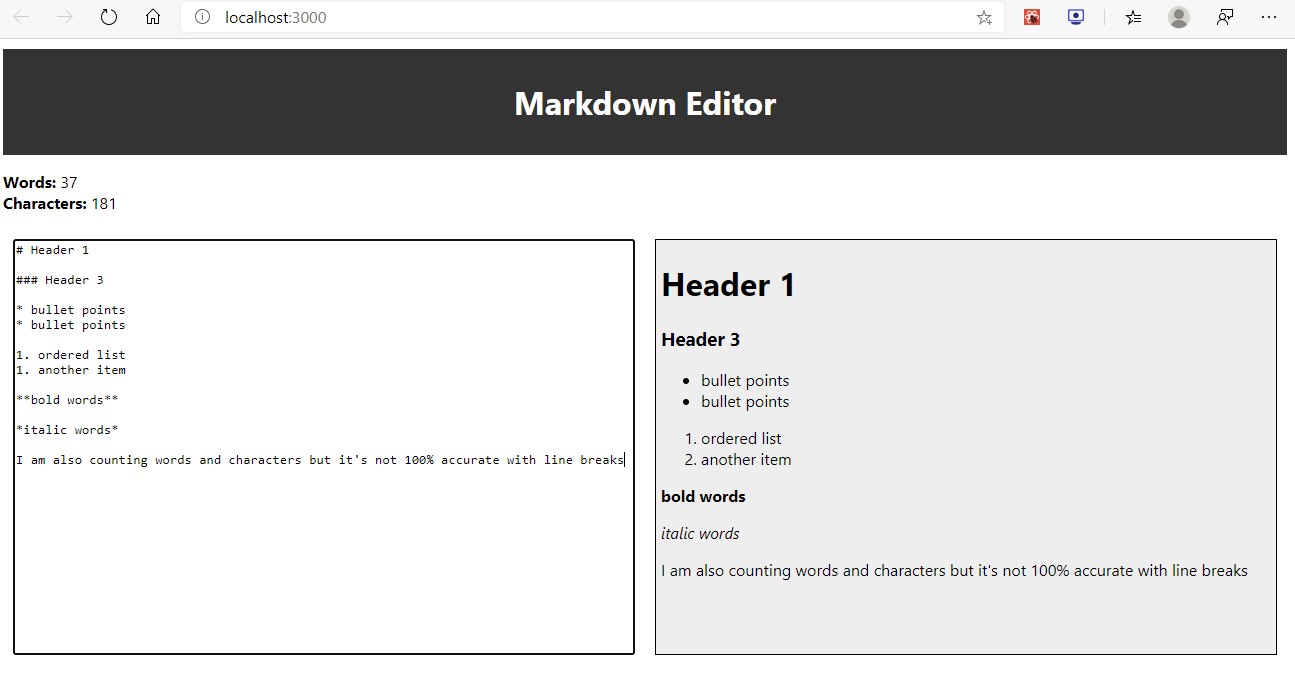 localhost:3000
Markdown Editor
Words: 37
Characters: 181
# Header 1
### Header 3
* bullet points
* bullet points
1. ordered list
1. another item
**bold words**
*italic words*
I am also counting words and characters but it's not 100% accurate with line breaks
Header 1
Header 3
• bullet points
• bullet points
1. ordered list
2. another item
bold words
italic words
I am also counting words and characters but it's not 100% accurate with line breaks